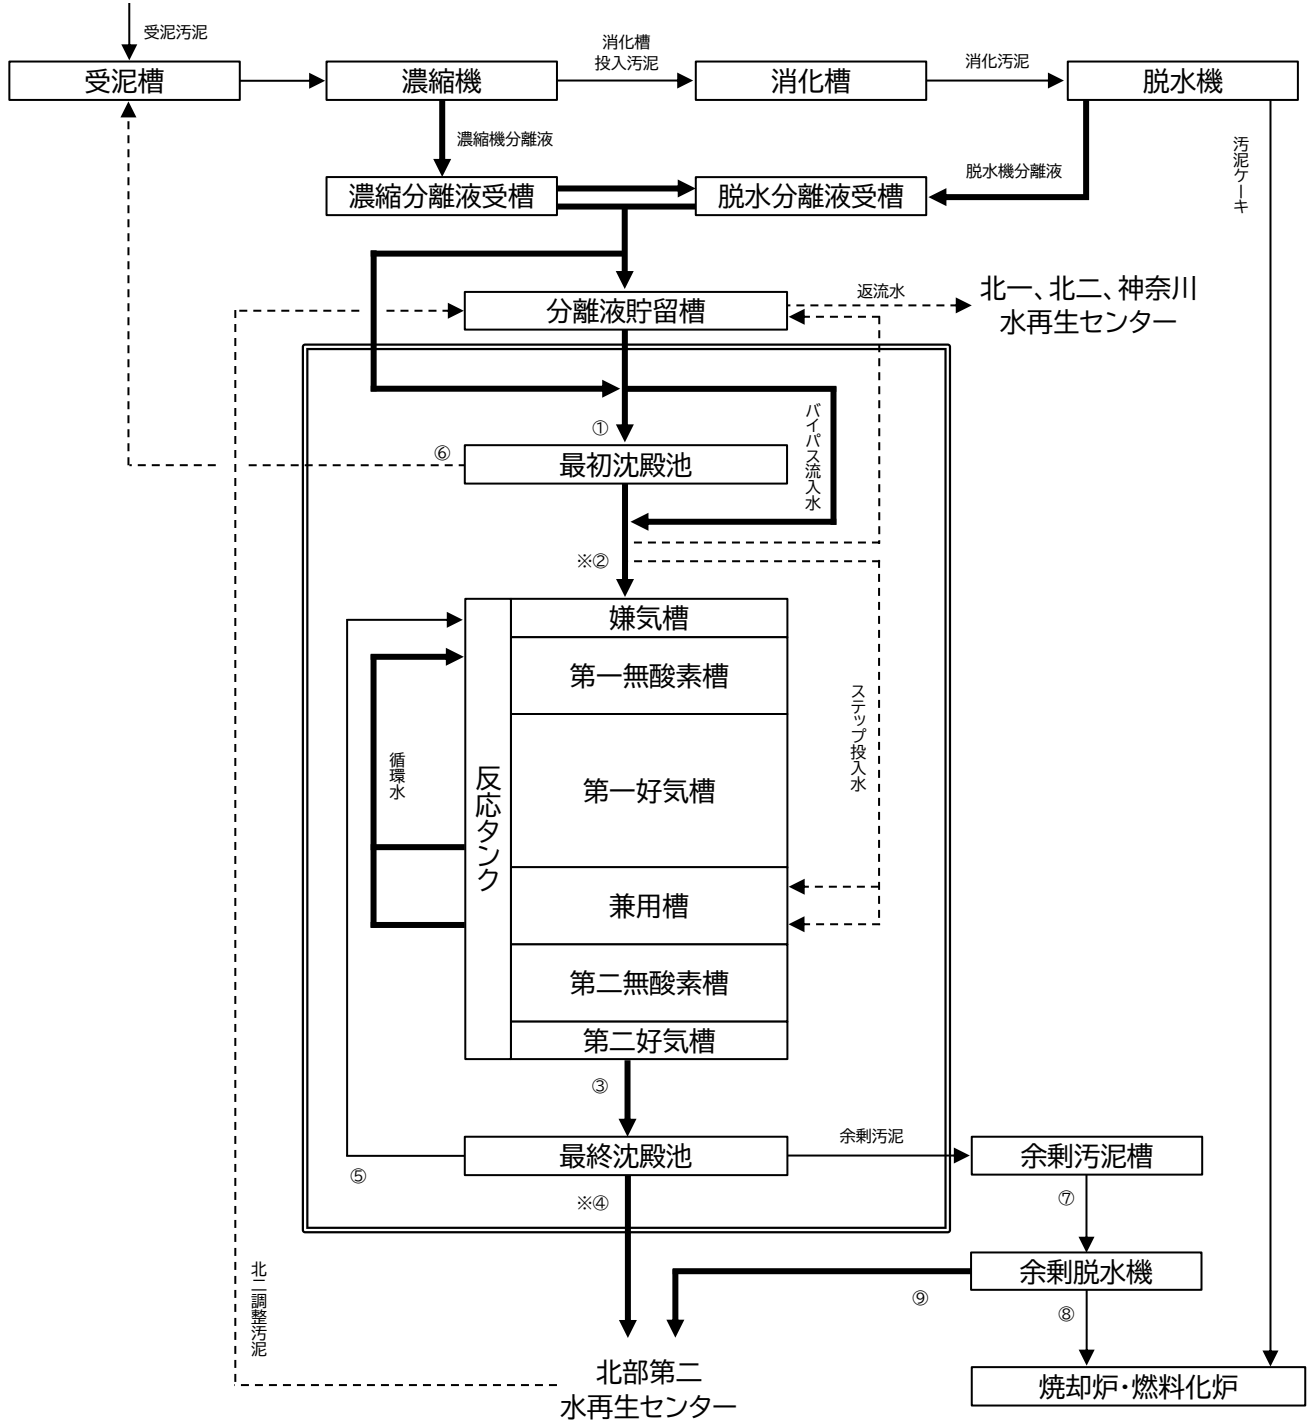 受泥汚泥
受泥槽
濃縮機
消化槽
投入汚泥
消化槽
消化汚泥
脱水機
濃縮機分離液
脱水機分離液
汚泥ケーキ
濃縮分離液受槽
脱水分離液受槽
分離液貯留槽
返流水
北一、北二、神奈川
水再生センター
①
バイパス流入水
⑥
最初沈殿池
※②
嫌気槽
第一無酸素槽
ステップ投入水
循環水
反応タンク
第一好気槽
兼用槽
第二無酸素槽
第二好気槽
③
最終沈殿池
余剰汚泥
余剰汚泥槽
⑤
※④
⑦
北二調整汚泥
余剰脱水機
⑨
⑧
北部第二
水再生センター
焼却炉・燃料化炉